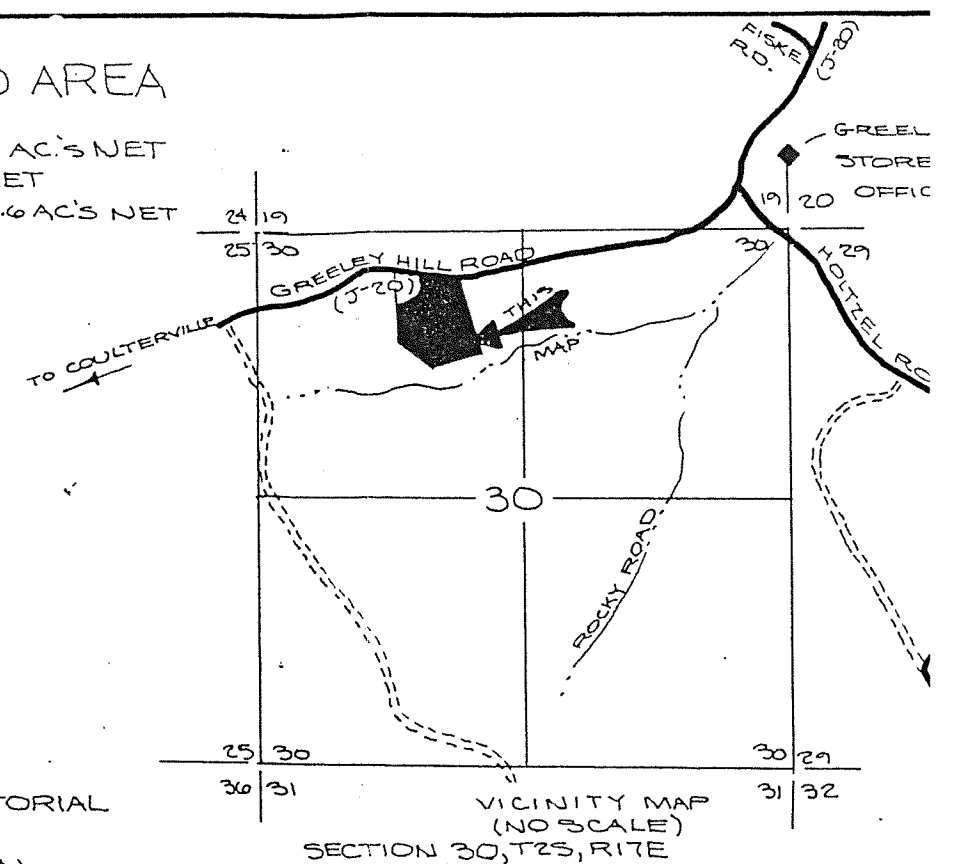 FISKE
RD.
(J-20)
AREA
AC.'S NET
ET
.6 AC'S NET
GREEL
STORE
OFFIC
19 20
24 19
25 30
30 29
GREELEY HILL ROAD
(J-20)
HOLTZEL RO
THIS
MAP
TO COULTERVILLE
30
ROCKY ROAD
25 30
36 31
30 29
31 32
TORIAL
VICINITY MAP
(NO SCALE)
SECTION 30, T2S, R17E